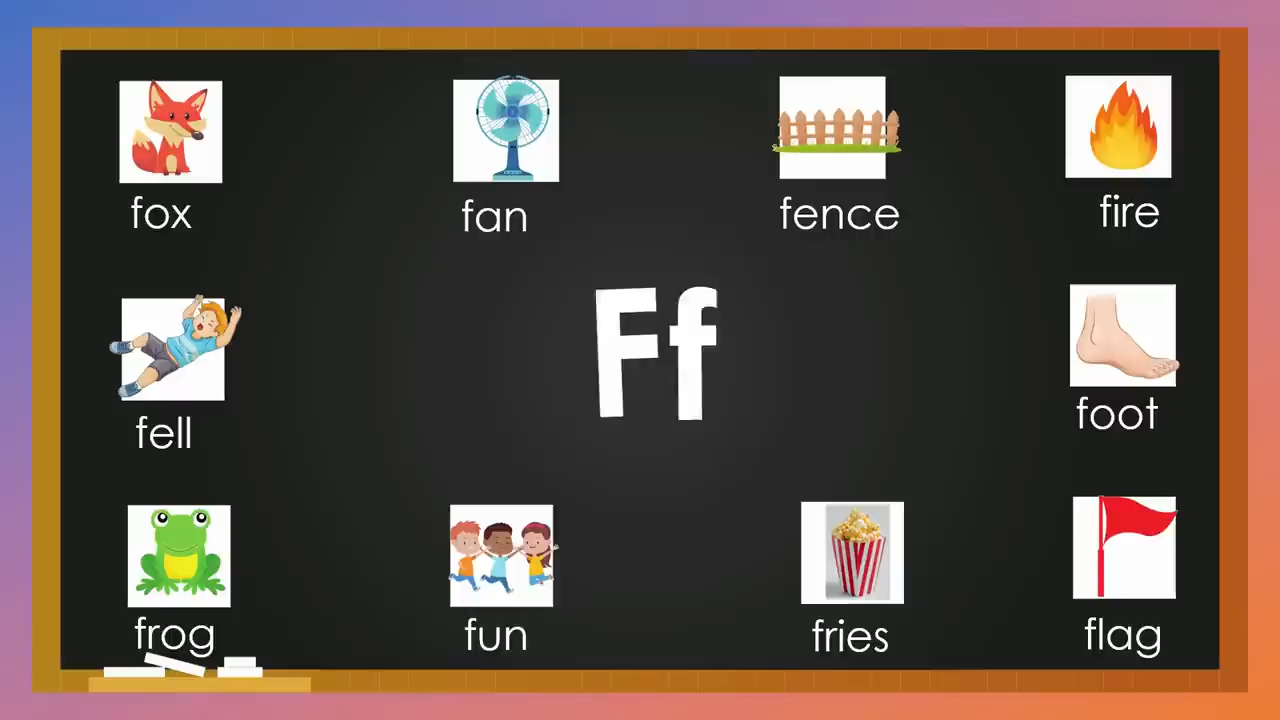 fox
fan
fence
fire
Ff
fell
foot
frog
fun
fries
flag